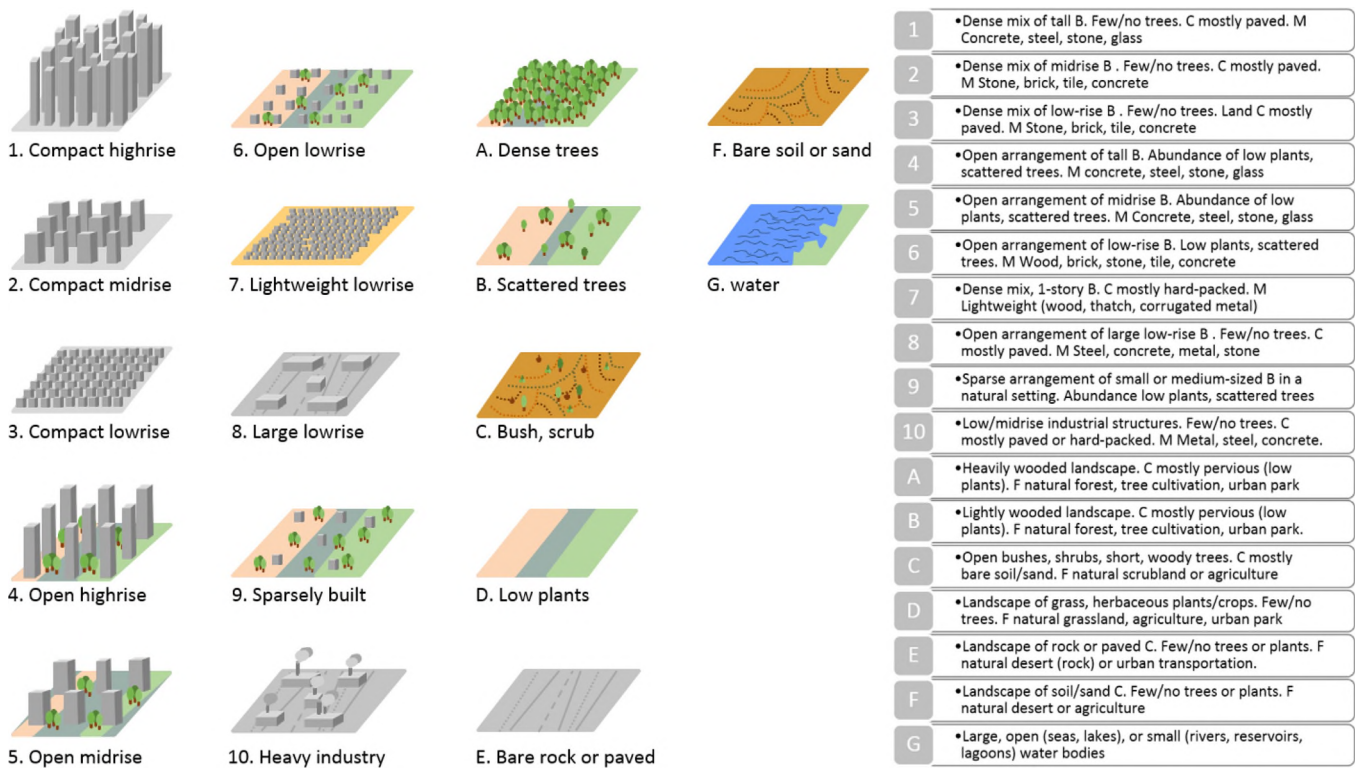 1. Compact highrise
6. Open lowrise
A. Dense trees
F. Bare soil or sand
2. Compact midrise
7. Lightweight lowrise
B. Scattered trees
G. water
3. Compact lowrise
8. Large lowrise
C. Bush, scrub
4. Open highrise
9. Sparsely built
D. Low plants
5. Open midrise
10. Heavy industry
E. Bare rock or paved
1
•Dense mix of tall B. Few/no trees. C mostly paved. M
Concrete, steel, stone, glass
2
•Dense mix of midrise B . Few/no trees. C mostly paved.
M Stone, brick, tile, concrete
3
•Dense mix of low-rise B . Few/no trees. Land C mostly
paved. M Stone, brick, tile, concrete
4
•Open arrangement of tall B. Abundance of low plants,
scattered trees. M concrete, steel, stone, glass
5
•Open arrangement of midrise B. Abundance of low
plants, scattered trees. M Concrete, steel, stone, glass
6
•Open arrangement of low-rise B. Low plants, scattered
trees. M Wood, brick, stone, tile, concrete
7
•Dense mix, 1-story B. C mostly hard-packed. M
Lightweight (wood, thatch, corrugated metal)
8
•Open arrangement of large low-rise B . Few/no trees. C
mostly paved. M Steel, concrete, metal, stone
9
•Sparse arrangement of small or medium-sized B in a
natural setting. Abundance low plants, scattered trees
10
•Low/midrise industrial structures. Few/no trees. C
mostly paved or hard-packed. M Metal, steel, concrete.
A
•Heavily wooded landscape. C mostly pervious (low
plants). F natural forest, tree cultivation, urban park
B
•Lightly wooded landscape. C mostly pervious (low
plants). F natural forest, tree cultivation, urban park.
C
•Open bushes, shrubs, short, woody trees. C mostly
bare soil/sand. F natural scrubland or agriculture
D
•Landscape of grass, herbaceous plants/crops. Few/no
trees. F natural grassland, agriculture, urban park
E
•Landscape of rock or paved C. Few/no trees or plants. F
natural desert (rock) or urban transportation.
F
•Landscape of soil/sand C. Few/no trees or plants. F
natural desert or agriculture
G
•Large, open (seas, lakes), or small (rivers, reservoirs,
lagoons) water bodies